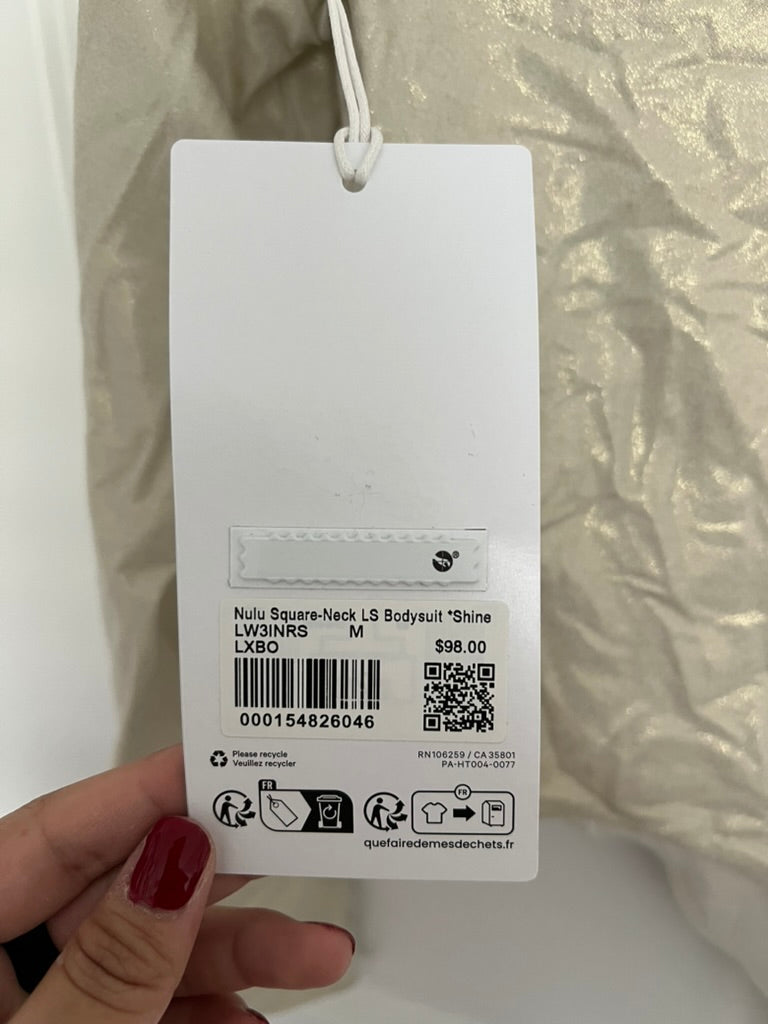 ®
Nulu Square-Neck LS Bodysuit *Shine
LW3INRS M
LXBO $98.00
000154826046
Please recycle
Veuillez recycler
RN106259 / CA 35801
PA-HT004-0077
FR
FR
quefairedemesdechets.fr